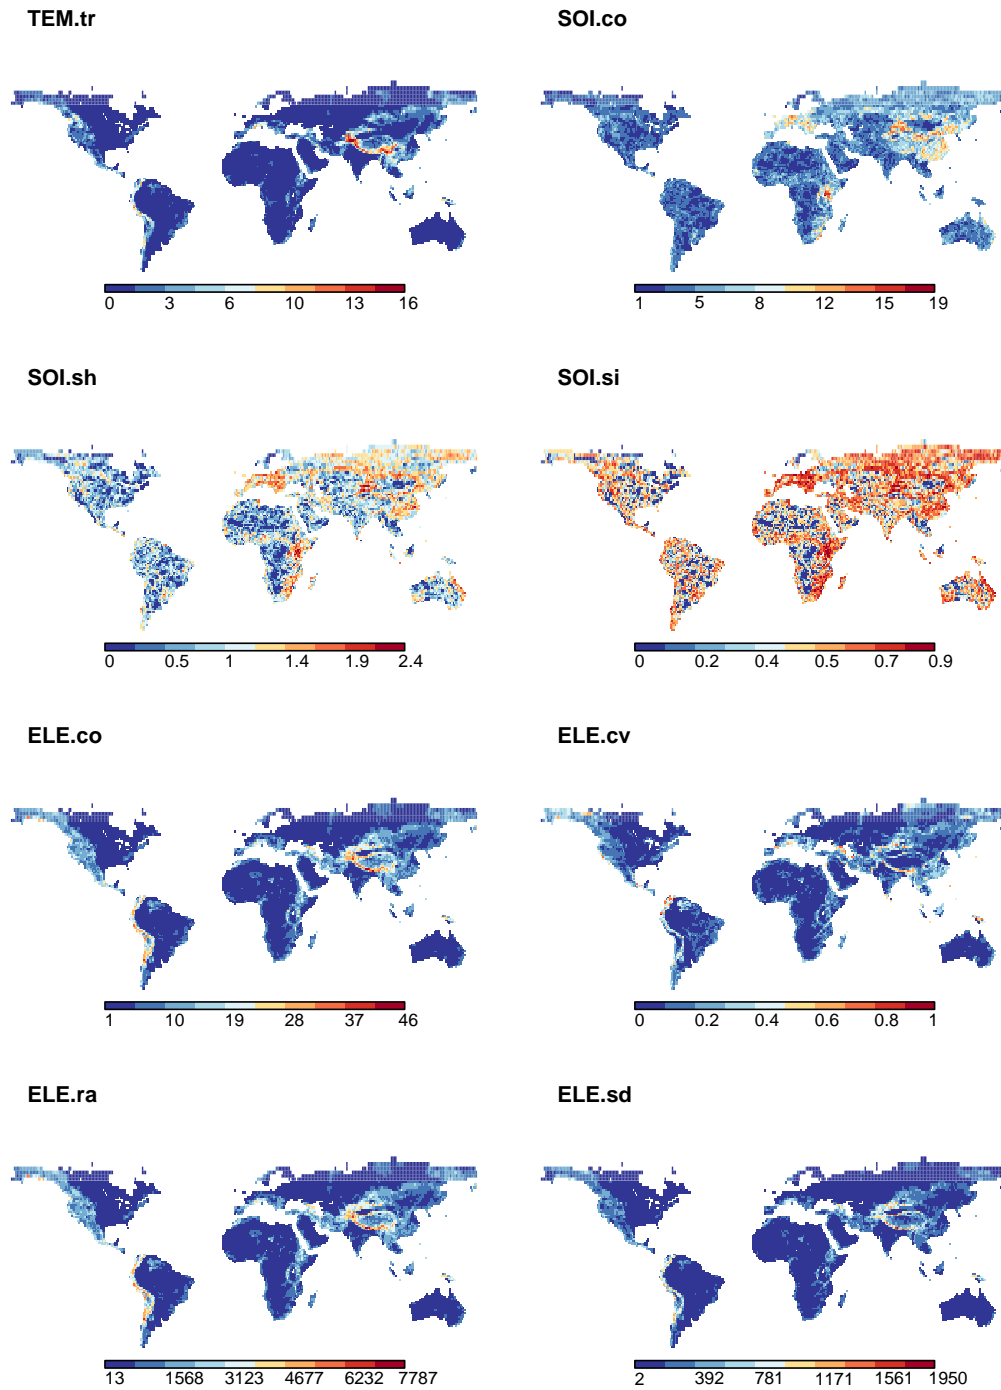 TEM.tr SOI.co
0 3 6 10 13 16 1 5 8 12 15 19
SOI.sh SOI.si
0 0.5 1 1.4 1.9 2.4 0 0.2 0.4 0.5 0.7 0.9
ELE.co ELE.cv
1 10 19 28 37 46 0 0.2 0.4 0.6 0.8 1
ELE.ra ELE.sd
13 1568 3123 4677 6232 7787 2 392 781 1171 1561 1950